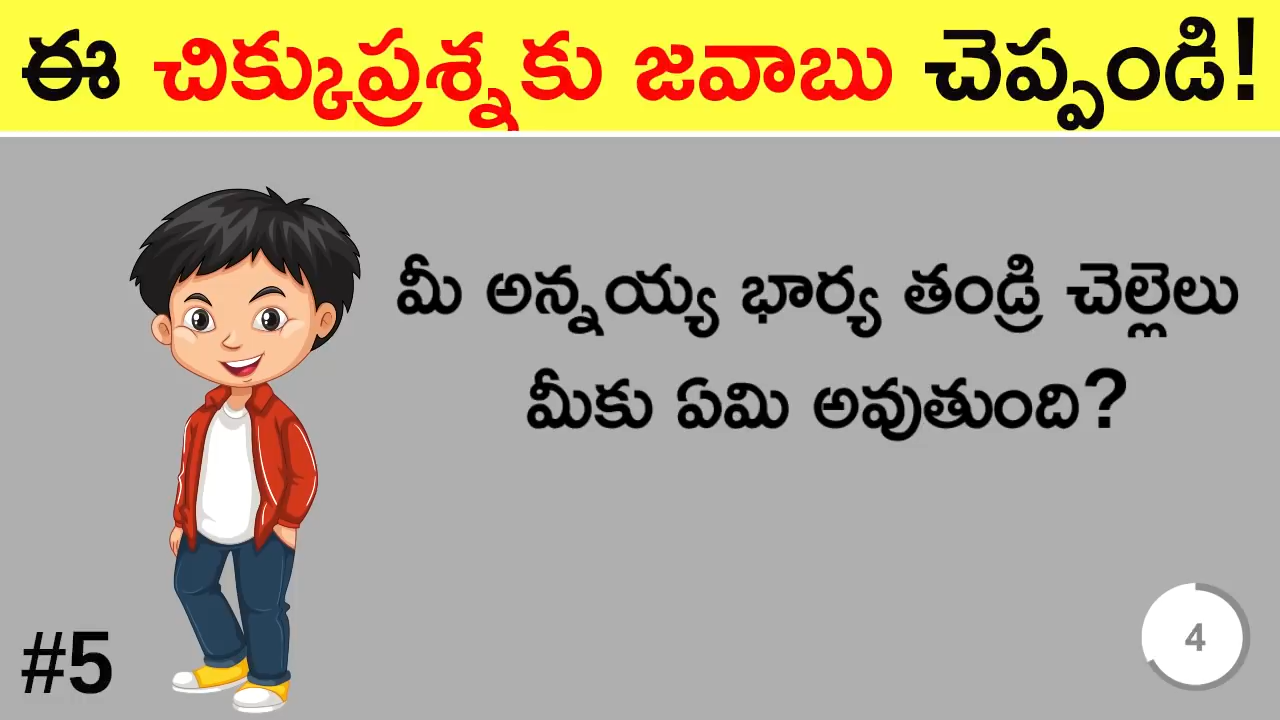 ఈ చిక్కుప్రశ్నకు జవాబు చెప్పండి!
మీ అన్నయ్య భార్య తండ్రి చెల్లెలు
మీకు ఏమి అవుతుంది?
#5
4